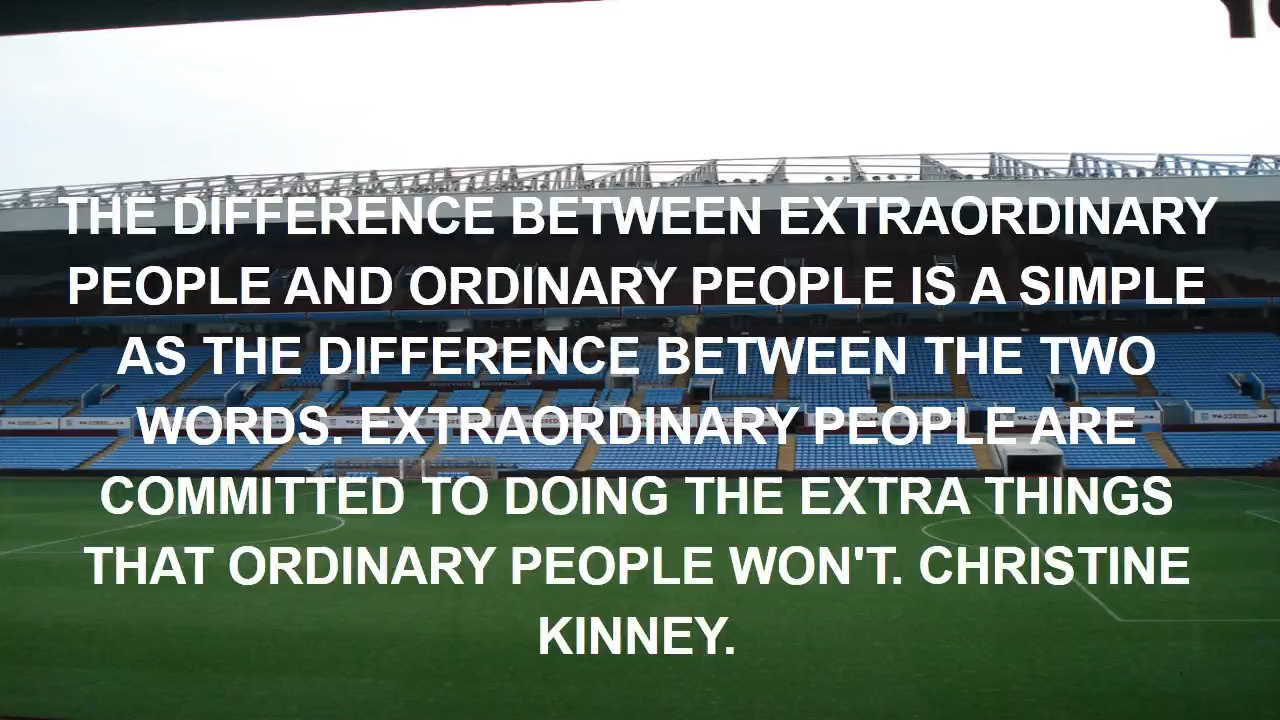 THE DIFFERENCE BETWEEN EXTRAORDINARY
PEOPLE AND ORDINARY PEOPLE IS A SIMPLE
AS THE DIFFERENCE BETWEEN THE TWO
WORDS. EXTRAORDINARY PEOPLE ARE
COMMITTED TO DOING THE EXTRA THINGS
THAT ORDINARY PEOPLE WON'T. CHRISTINE
KINNEY.